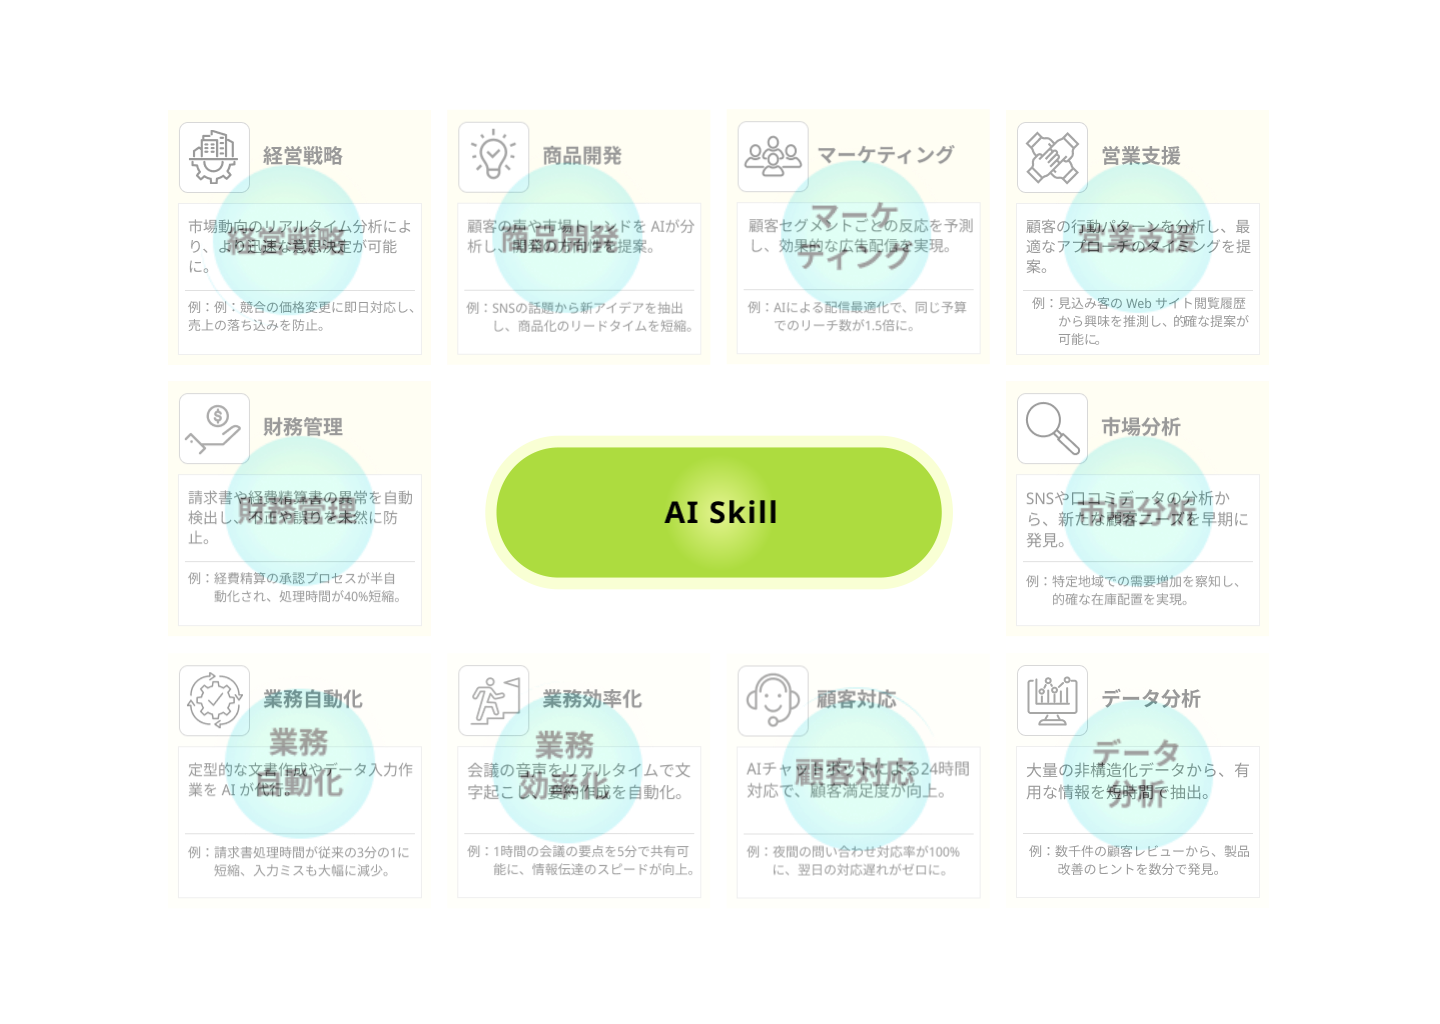 経営戦略
市場動向のリアルタイム分析によ
り、より迅速な意思決定が可能
に。
経営戦略
例：例：競合の価格変更に即日対応し、
売上の落ち込みを防止。
商品開発
顧客の声や市場トレンドを AIが分
析し、開発の方向性を提案。
商品開発
例：SNSの話題から新アイデアを抽出
し、商品化のリードタイムを短縮。
マーケティング
顧客セグメントごとの反応を予測
し、効果的な広告配信を実現。
マーケ
ティング
例：AIによる配信最適化で、同じ予算
でのリーチ数が1.5倍に。
営業支援
顧客の行動パターンを分析し、最
適なアプローチのタイミングを提
案。
営業支援
例：見込み客の Web サイト閲覧履歴
から興味を推測し、的確な提案が
可能に。
財務管理
請求書や経費精算書の異常を自動
検出し、不正や誤りを未然に防
止。
財務管理
例：経費精算の承認プロセスが半自
動化され、処理時間が40%短縮。
AI Skill
市場分析
SNSや口コミデータの分析か
ら、新たな顧客ニーズを早期に
発見。
市場分析
例：特定地域での需要増加を察知し、
的確な在庫配置を実現。
業務自動化
定型的な文書作成やデータ入力作
業を AI が代行。
業務
自動化
例：請求書処理時間が従来の3分の1に
短縮、入力ミスも大幅に減少。
業務効率化
会議の音声をリアルタイムで文
字起こし、要約作成を自動化。
業務
効率化
例：1時間の会議の要点を5分で共有可
能に、情報伝達のスピードが向上。
顧客対応
AIチャットボットによる24時間
対応で、顧客満足度が向上。
顧客対応
例：夜間の問い合わせ対応率が100%
に、翌日の対応遅れがゼロに。
データ分析
大量の非構造化データから、有
用な情報を短時間で抽出。
データ
分析
例：数千件の顧客レビューから、製品
改善のヒントを数分で発見。